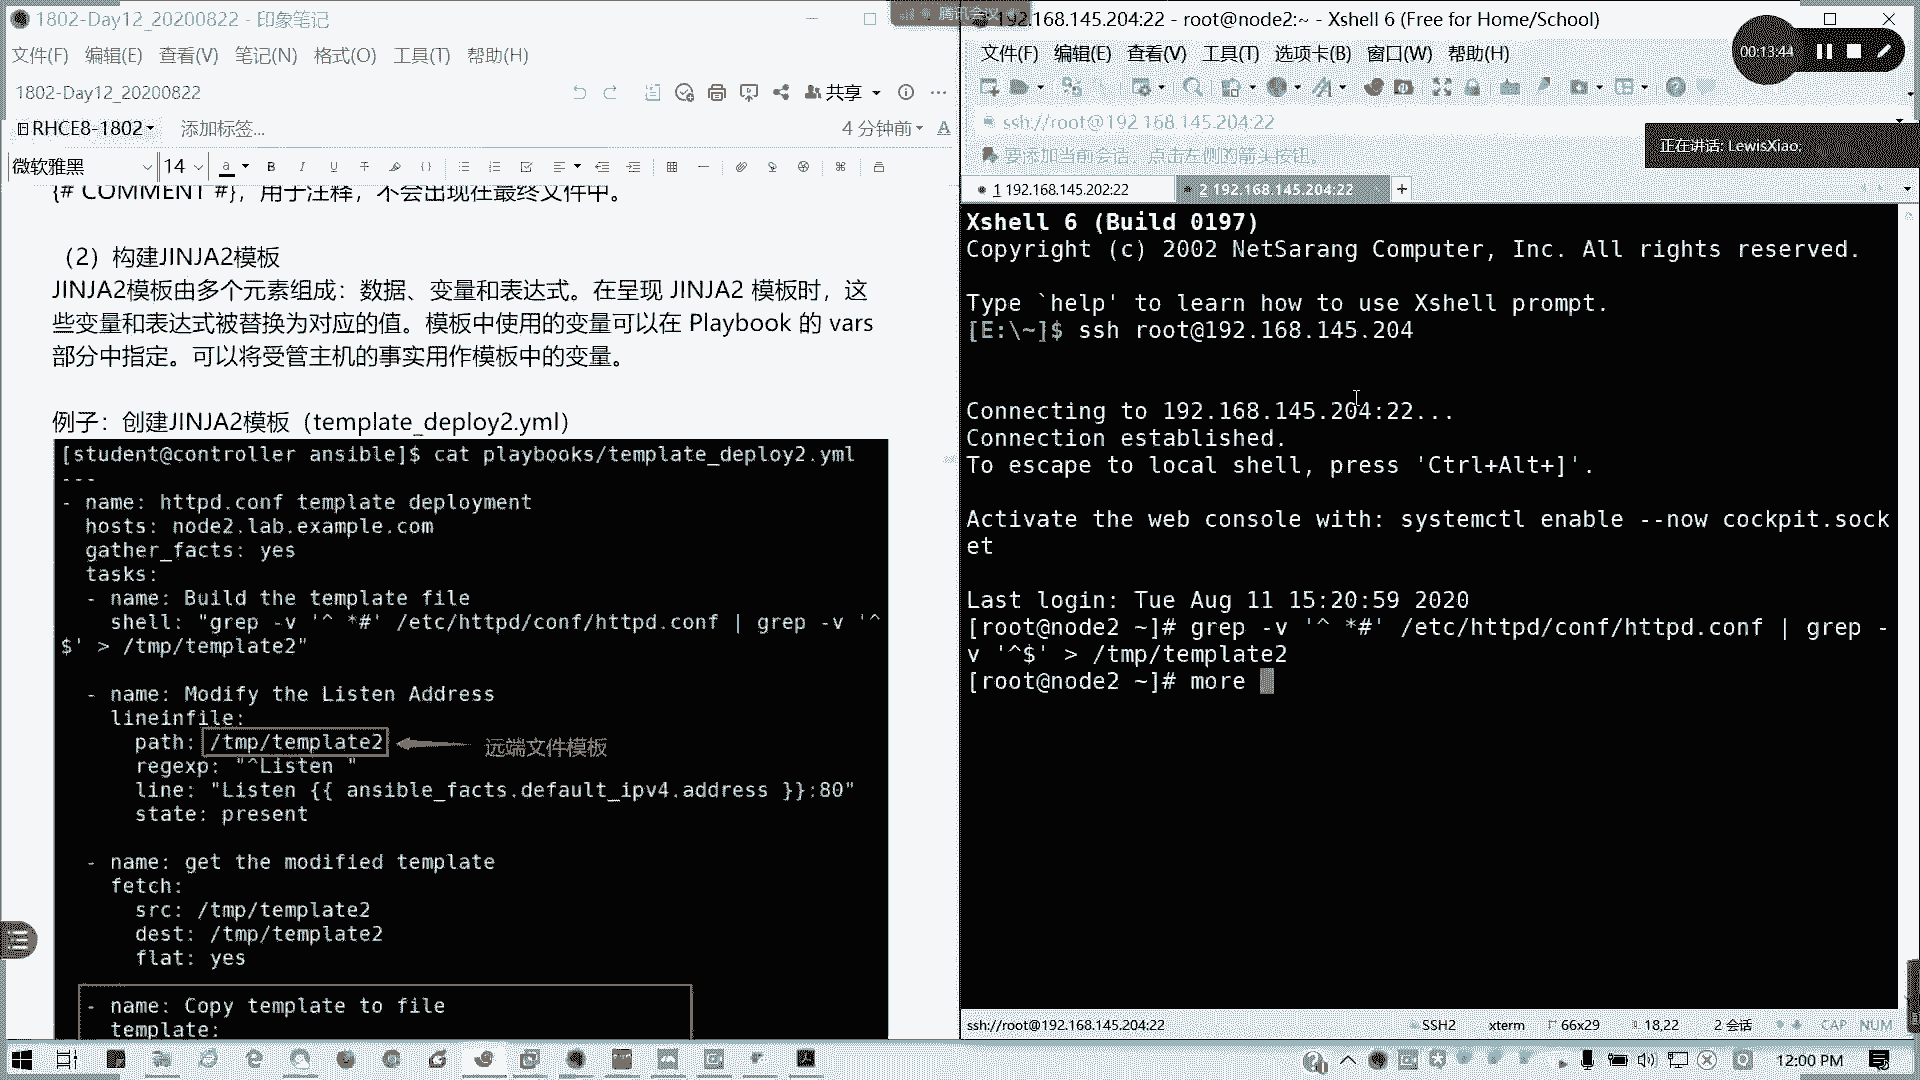 1802-Day12_20200822 - 印象笔记
文件(F) 编辑(E) 查看(V) 笔记(N) 格式(O) 工具(T) 帮助(H)
1802-Day12_20200822
共享
RHCE8-1802
添加标签...
4 分钟前
微软雅黑
14
{# COMMENT #}，用于注释，不会出现在最终文件中。
（2）构建JINJA2模板
JINJA2模板由多个元素组成：数据、变量和表达式。在呈现 JINJA2 模板时，这
些变量和表达式被替换为对应的值。模板中使用的变量可以在 Playbook 的 vars
部分中指定。可以将受管主机的事实用作模板中的变量。
例子：创建JINJA2模板（template_deploy2.yml）
[student@controller ansible]$ cat playbooks/template_deploy2.yml
---
- name: httpd.conf template deployment
hosts: node2.lab.example.com
gather_facts: yes
tasks:
- name: Build the template file
shell: "grep -v '^ *#' /etc/httpd/conf/httpd.conf | grep -v '^
$' > /tmp/template2"
- name: Modify the Listen Address
lineinfile:
path: /tmp/template2
远端文件模板
regexp: "^Listen "
line: "Listen {{ ansible_facts.default_ipv4.address }}:80"
state: present
- name: get the modified template
fetch:
src: /tmp/template2
dest: /tmp/template2
flat: yes
- name: Copy template to file
template:
腾讯会议
192.168.145.204:22 - root@node2:~ - Xshell 6 (Free for Home/School)
00:13:44
文件(F) 编辑(E) 查看(V) 工具(T) 选项卡(B) 窗口(W) 帮助(H)
ssh://root@192.168.145.204:22
正在讲话: LewisXiao,
要添加当前会话，点击左侧的箭头按钮。
1 192.168.145.202:22
2 192.168.145.204:22
Xshell 6 (Build 0197)
Copyright (c) 2002 NetSarang Computer, Inc. All rights reserved.
Type `help' to learn how to use Xshell prompt.
[E:\~]$ ssh root@192.168.145.204
Connecting to 192.168.145.204:22...
Connection established.
To escape to local shell, press 'Ctrl+Alt+]'.
Activate the web console with: systemctl enable --now cockpit.sock
et
Last login: Tue Aug 11 15:20:59 2020
[root@node2 ~]# grep -v '^ *#' /etc/httpd/conf/httpd.conf | grep -
v '^$' > /tmp/template2
[root@node2 ~]# more
ssh://root@192.168.145.204:22
SSH2
xterm
66x29
18,22
2 会话
CAP NUM
12:00 PM